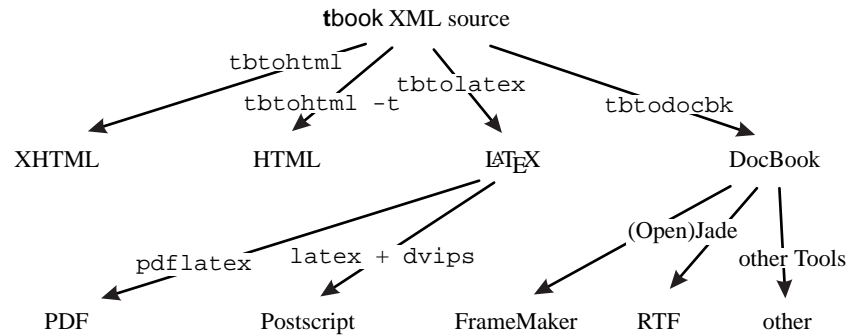 tbook XML source
tbtohtml
tbtohtml -t
tbtolatex
tbtodocbk
XHTML
HTML
LATEX
DocBook
pdflatex
latex + dvips
(Open)Jade
other Tools
PDF
Postscript
FrameMaker
RTF
other